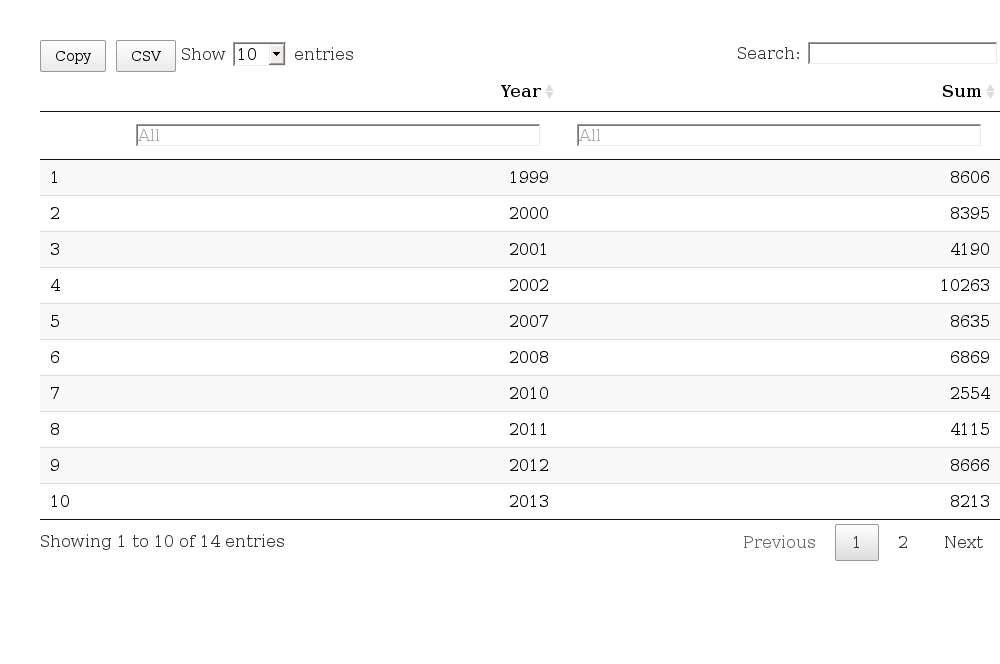 Copy CSV Show 10 entries Search:
Year Sum
All All
1 1999 8606
2 2000 8395
3 2001 4190
4 2002 10263
5 2007 8635
6 2008 6869
7 2010 2554
8 2011 4115
9 2012 8666
10 2013 8213
Showing 1 to 10 of 14 entries Previous 1 2 Next